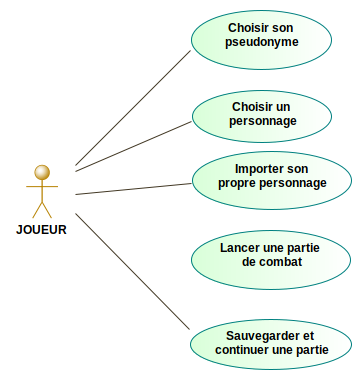 Choisir son
pseudonyme
Choisir un
personnage
Importer son
propre personnage
JOUEUR
Lancer une partie
de combat
Sauvegarder et
continuer une partie